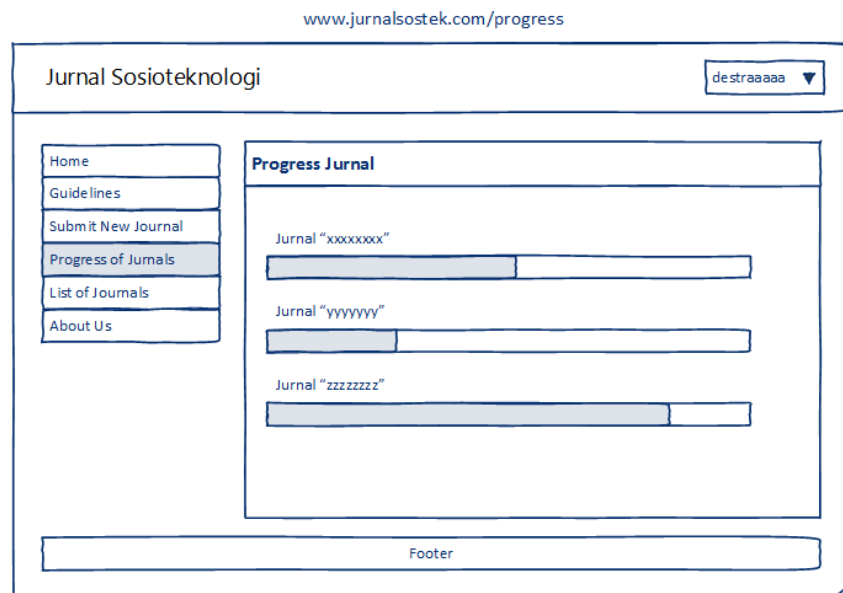 www.jurnalsostek.com/progress
Jurnal Sosioteknologi
destraaaaa
Home
Guidelines
Submit New Journal
Progress of Jurnals
List of Journals
About Us
Progress Jurnal
Jurnal “xxxxxxxx”
Jurnal “yyyyyyy”
Jurnal “zzzzzzzz”
Footer